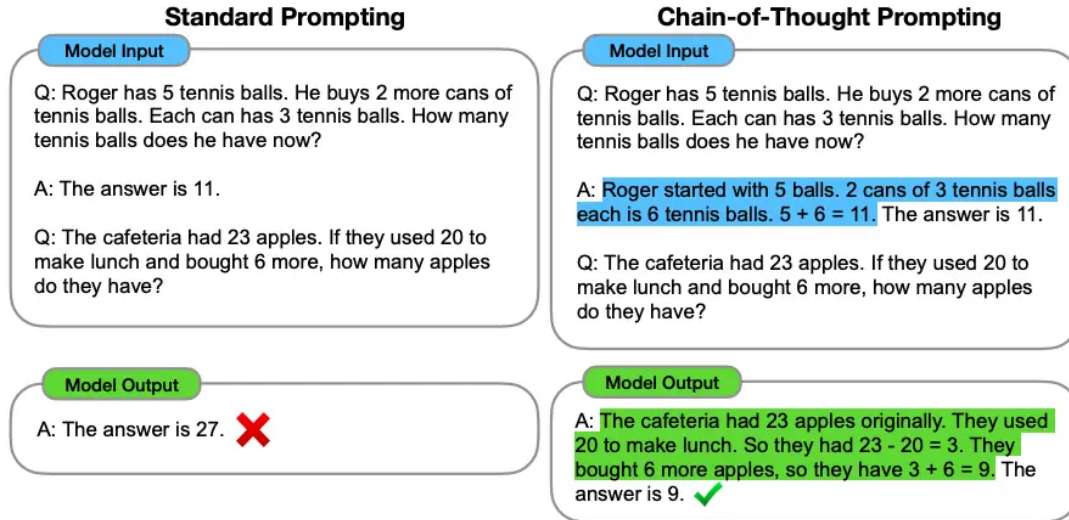 Standard Prompting
Model Input
Q: Roger has 5 tennis balls. He buys 2 more cans of
tennis balls. Each can has 3 tennis balls. How many
tennis balls does he have now?
A: The answer is 11.
Q: The cafeteria had 23 apples. If they used 20 to
make lunch and bought 6 more, how many apples
do they have?
Model Output
A: The answer is 27.
Chain-of-Thought Prompting
Model Input
Q: Roger has 5 tennis balls. He buys 2 more cans of
tennis balls. Each can has 3 tennis balls. How many
tennis balls does he have now?
A: Roger started with 5 balls. 2 cans of 3 tennis balls
each is 6 tennis balls. 5 + 6 = 11. The answer is 11.
Q: The cafeteria had 23 apples. If they used 20 to
make lunch and bought 6 more, how many apples
do they have?
Model Output
A: The cafeteria had 23 apples originally. They used
20 to make lunch. So they had 23 - 20 = 3. They
bought 6 more apples, so they have 3 + 6 = 9. The
answer is 9.